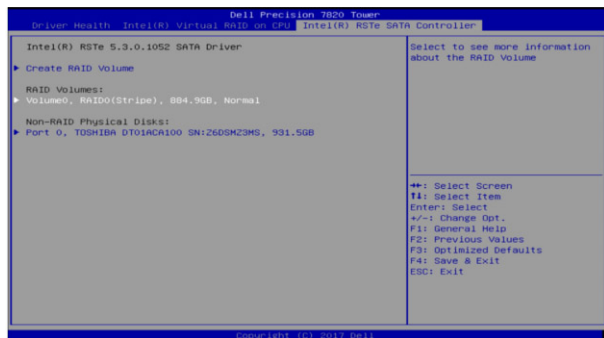 Dell Precision 7820 Tower
Driver Health Intel(R) Virtual RAID on CPU Intel(R) RSTe SATA Controller
Intel(R) RSTe 5.3.0.1052 SATA Driver
Create RAID Volume
RAID Volumes:
Volume0, RAID0(Stripe), 884.9GB, Normal
Non-RAID Physical Disks:
Port 0, TOSHIBA DT01ACA100 SN:Z6DSMZ3MS, 931.5GB
Select to see more information
about the RAID Volume
→←: Select Screen
↑↓: Select Item
Enter: Select
+/-: Change Opt.
F1: General Help
F2: Previous Values
F3: Optimized Defaults
F4: Save & Exit
ESC: Exit
Copyright (C) 2017 Dell